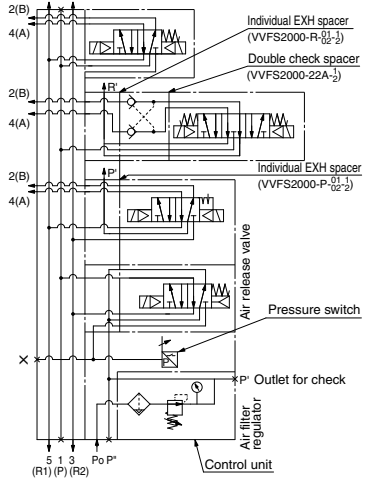 2(B)
4(A)
Individual EXH spacer
(VVFS2000-R-01/02-1/2)
Double check spacer
(VVFS2000-22A-1/2)
R'
2(B)
4(A)
Individual EXH spacer
(VVFS2000-P-01/02-1/2)
P'
2(B)
4(A)
Air release valve
Pressure switch
P
P' Outlet for check
Air filter
regulator
Control unit
5 1 3 Po P"
(R1) (P) (R2)